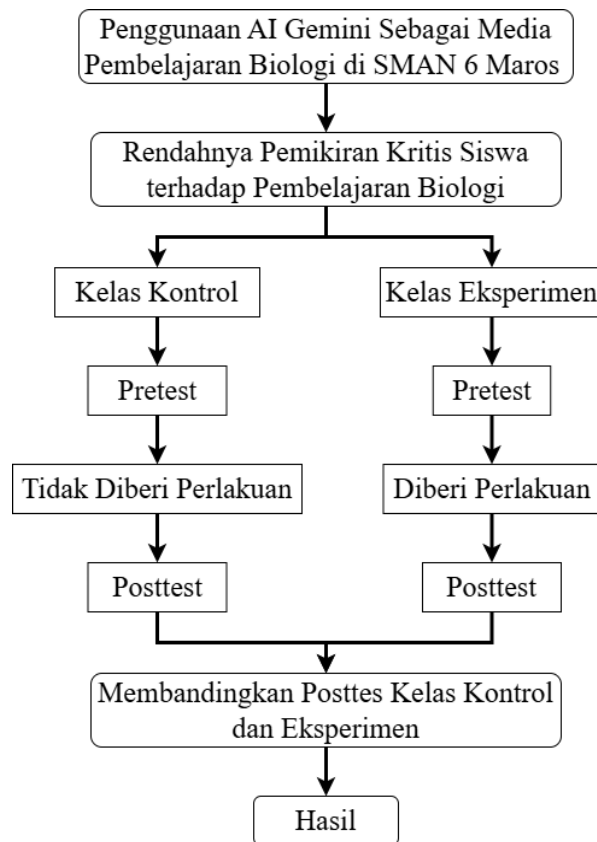 Penggunaan AI Gemini Sebagai Media
Pembelajaran Biologi di SMAN 6 Maros
Rendahnya Pemikiran Kritis Siswa
terhadap Pembelajaran Biologi
Kelas Kontrol
Kelas Eksperimen
Pretest
Pretest
Tidak Diberi Perlakuan
Diberi Perlakuan
Posttest
Posttest
Membandingkan Posttes Kelas Kontrol
dan Eksperimen
Hasil